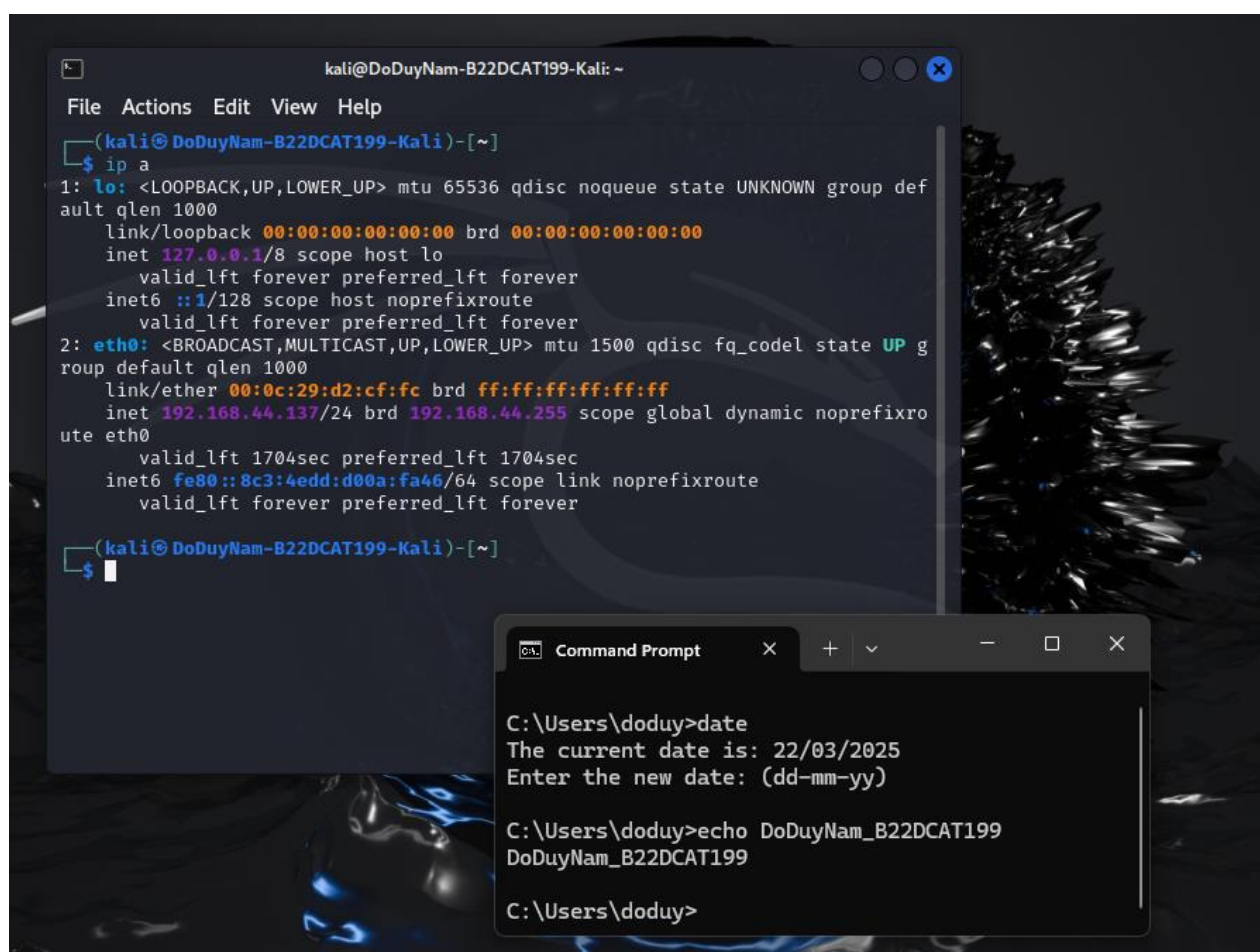 kali@DoDuyNam-B22DCAT199-Kali: ~
File Actions Edit View Help
(kali㉿DoDuyNam-B22DCAT199-Kali)-[~]
$ ip a
1: lo: <LOOPBACK,UP,LOWER_UP> mtu 65536 qdisc noqueue state UNKNOWN group def
ault qlen 1000
link/loopback 00:00:00:00:00:00 brd 00:00:00:00:00:00
inet 127.0.0.1/8 scope host lo
valid_lft forever preferred_lft forever
inet6 ::1/128 scope host noprefixroute
valid_lft forever preferred_lft forever
2: eth0: <BROADCAST,MULTICAST,UP,LOWER_UP> mtu 1500 qdisc fq_codel state UP g
roup default qlen 1000
link/ether 00:0c:29:d2:cf:fc brd ff:ff:ff:ff:ff:ff
inet 192.168.44.137/24 brd 192.168.44.255 scope global dynamic noprefixro
ute eth0
valid_lft 1704sec preferred_lft 1704sec
inet6 fe80::8c3:4edd:d00a:fa46/64 scope link noprefixroute
valid_lft forever preferred_lft forever
(kali㉿DoDuyNam-B22DCAT199-Kali)-[~]
$
Command Prompt
C:\Users\doduy>date
The current date is: 22/03/2025
Enter the new date: (dd-mm-yy)
C:\Users\doduy>echo DoDuyNam_B22DCAT199
DoDuyNam_B22DCAT199
C:\Users\doduy>